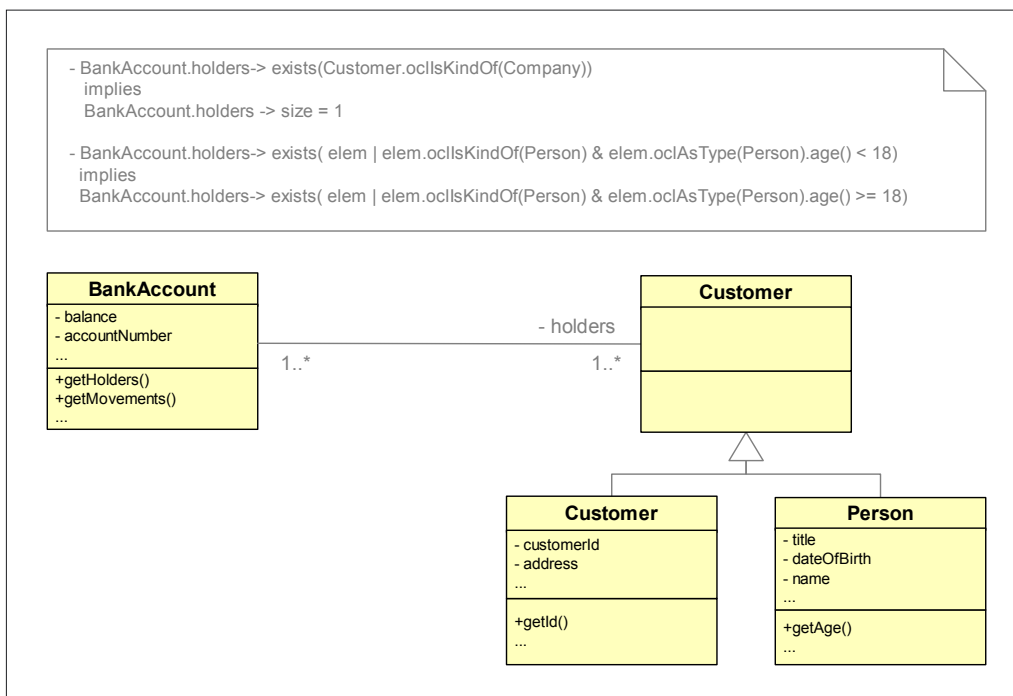 - BankAccount.holders-> exists(Customer.oclIsKindOf(Company))
implies
BankAccount.holders -> size = 1
- BankAccount.holders-> exists( elem | elem.oclIsKindOf(Person) & elem.oclAsType(Person).age() < 18)
implies
BankAccount.holders-> exists( elem | elem.oclIsKindOf(Person) & elem.oclAsType(Person).age() >= 18)
BankAccount
- balance
- accountNumber
...
+getHolders()
+getMovements()
...
- holders
1..*
1..*
Customer
Customer
- customerId
- address
...
+getId()
...
Person
- title
- dateOfBirth
- name
...
+getAge()
...